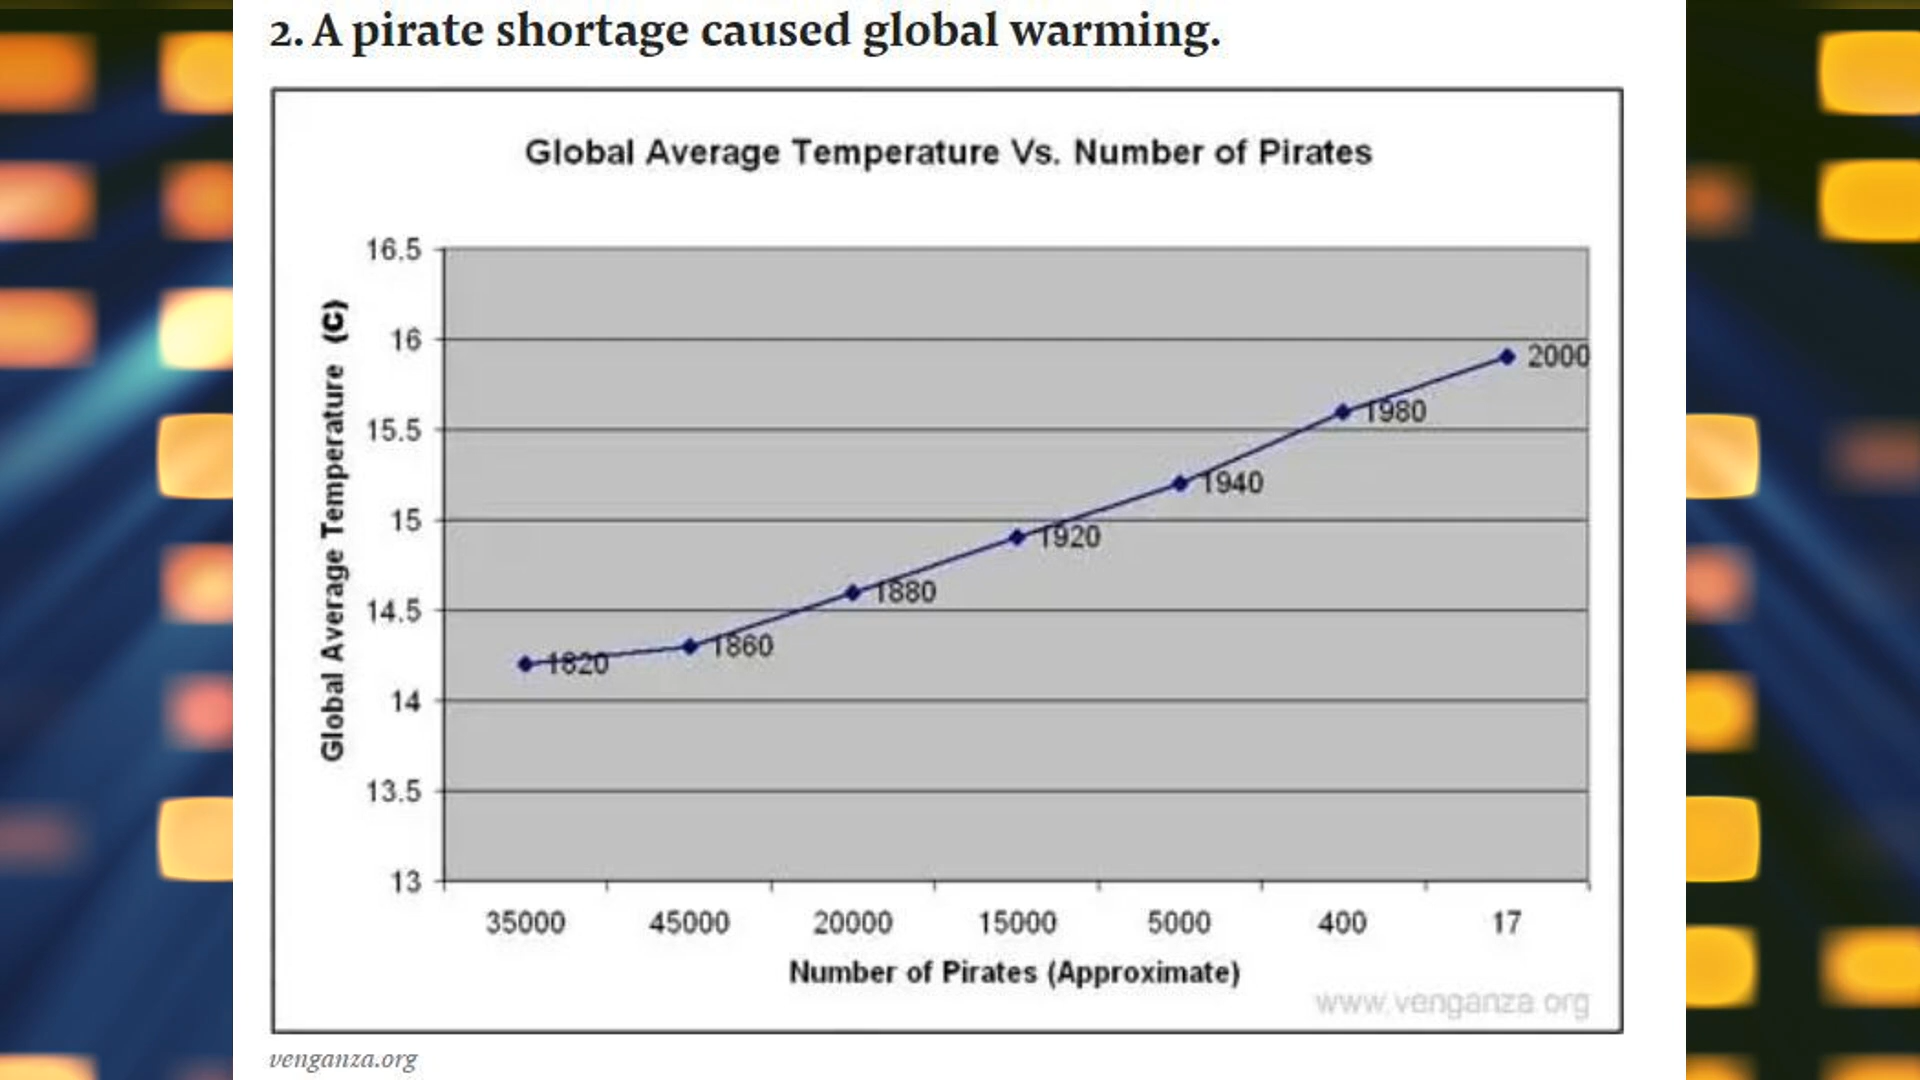 2. A pirate shortage caused global warming.
Global Average Temperature Vs. Number of Pirates
Global Average Temperature (C)
16.5
16
15.5
15
14.5
14
13.5
13
1820
1860
1880
1920
1940
1980
2000
35000 45000 20000 15000 5000 400 17
Number of Pirates (Approximate)
www.venganza.org
venganza.org